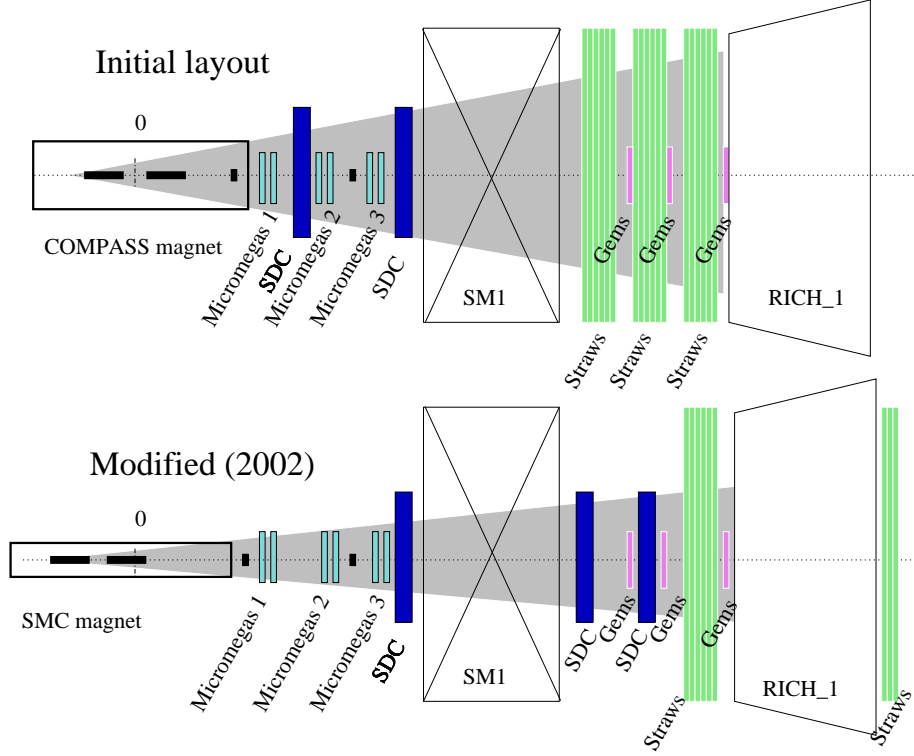 Initial layout
0
COMPASS magnet
Micromegas 1
SDC
Micromegas 2
Micromegas 3
SDC
SM1
Gems
Gems
Gems
RICH_1
Straws
Straws
Straws
Modified (2002)
0
SMC magnet
Micromegas 1
Micromegas 2
Micromegas 3
SDC
SM1
SDC
Gems
SDC
Gems
Gems
RICH_1
Straws
Straws